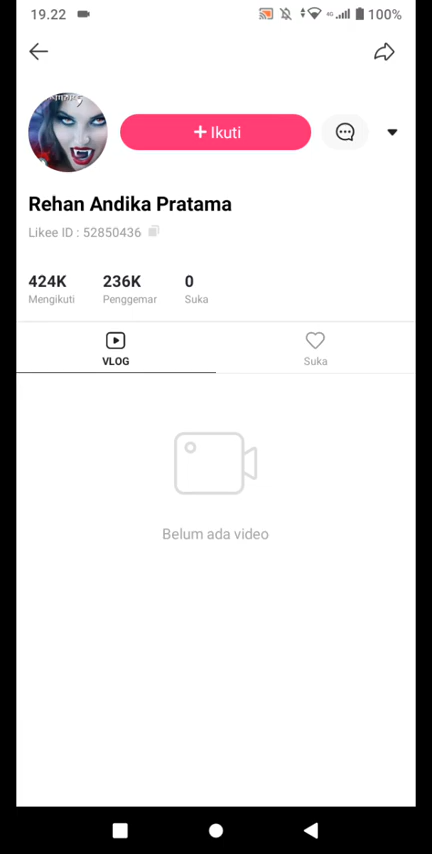 19.22
4G
100%
+ Ikuti
Rehan Andika Pratama
Likee ID : 52850436
424K 236K 0
Mengikuti Penggemar Suka
VLOG Suka
Belum ada video